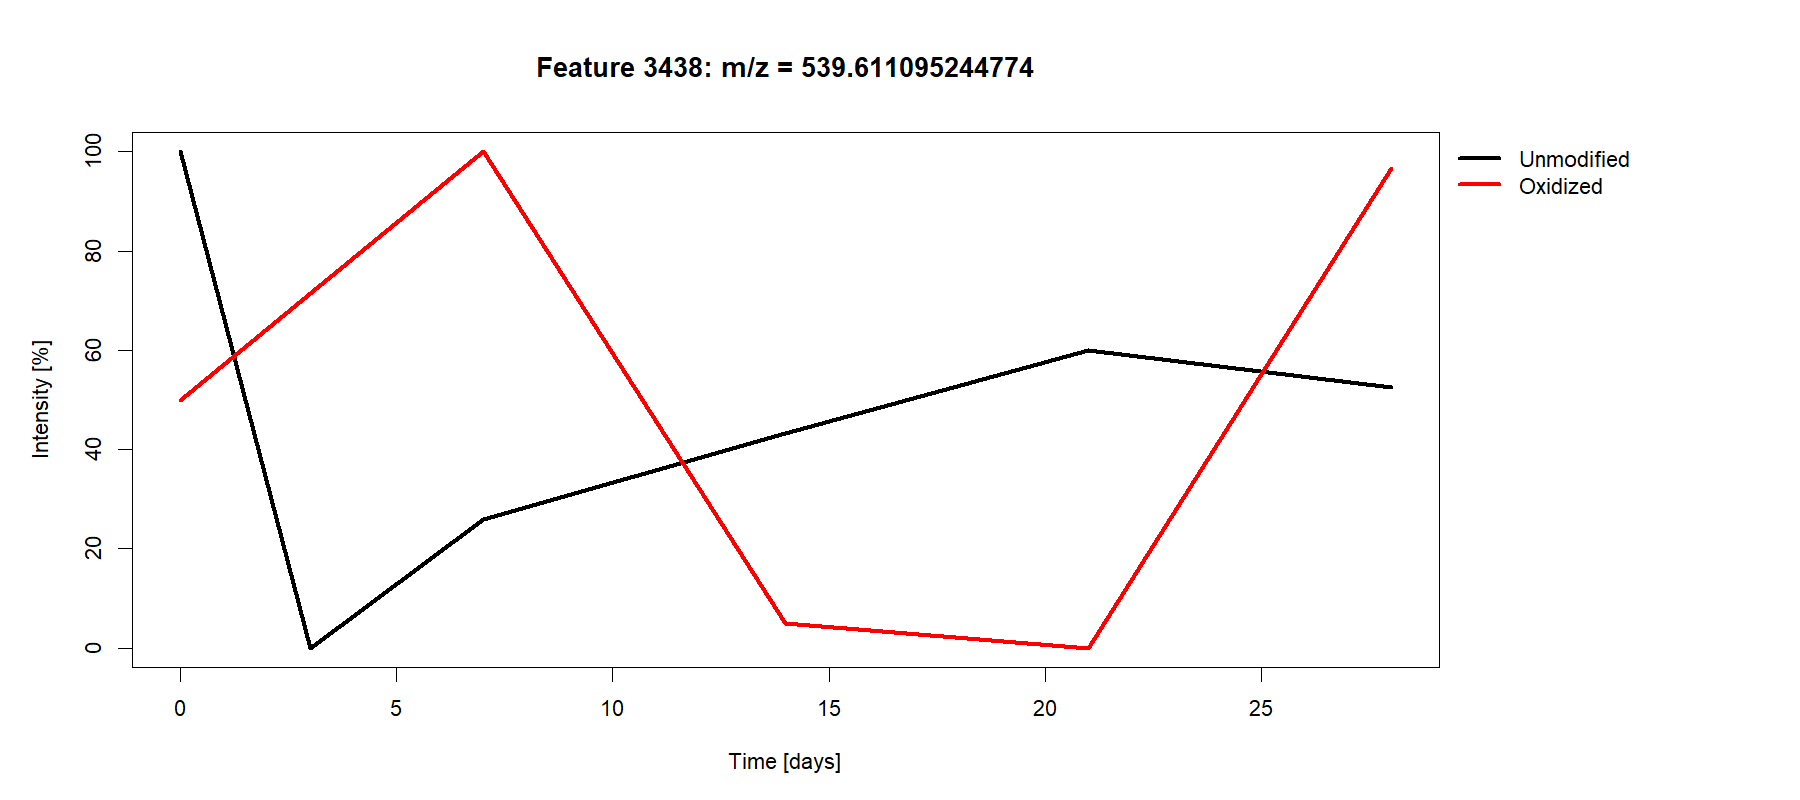 Feature 3438: m/z = 539.611095244774
Unmodified
Oxidized
Intensity [%]
100
80
60
40
20
0
0 5 10 15 20 25
Time [days]